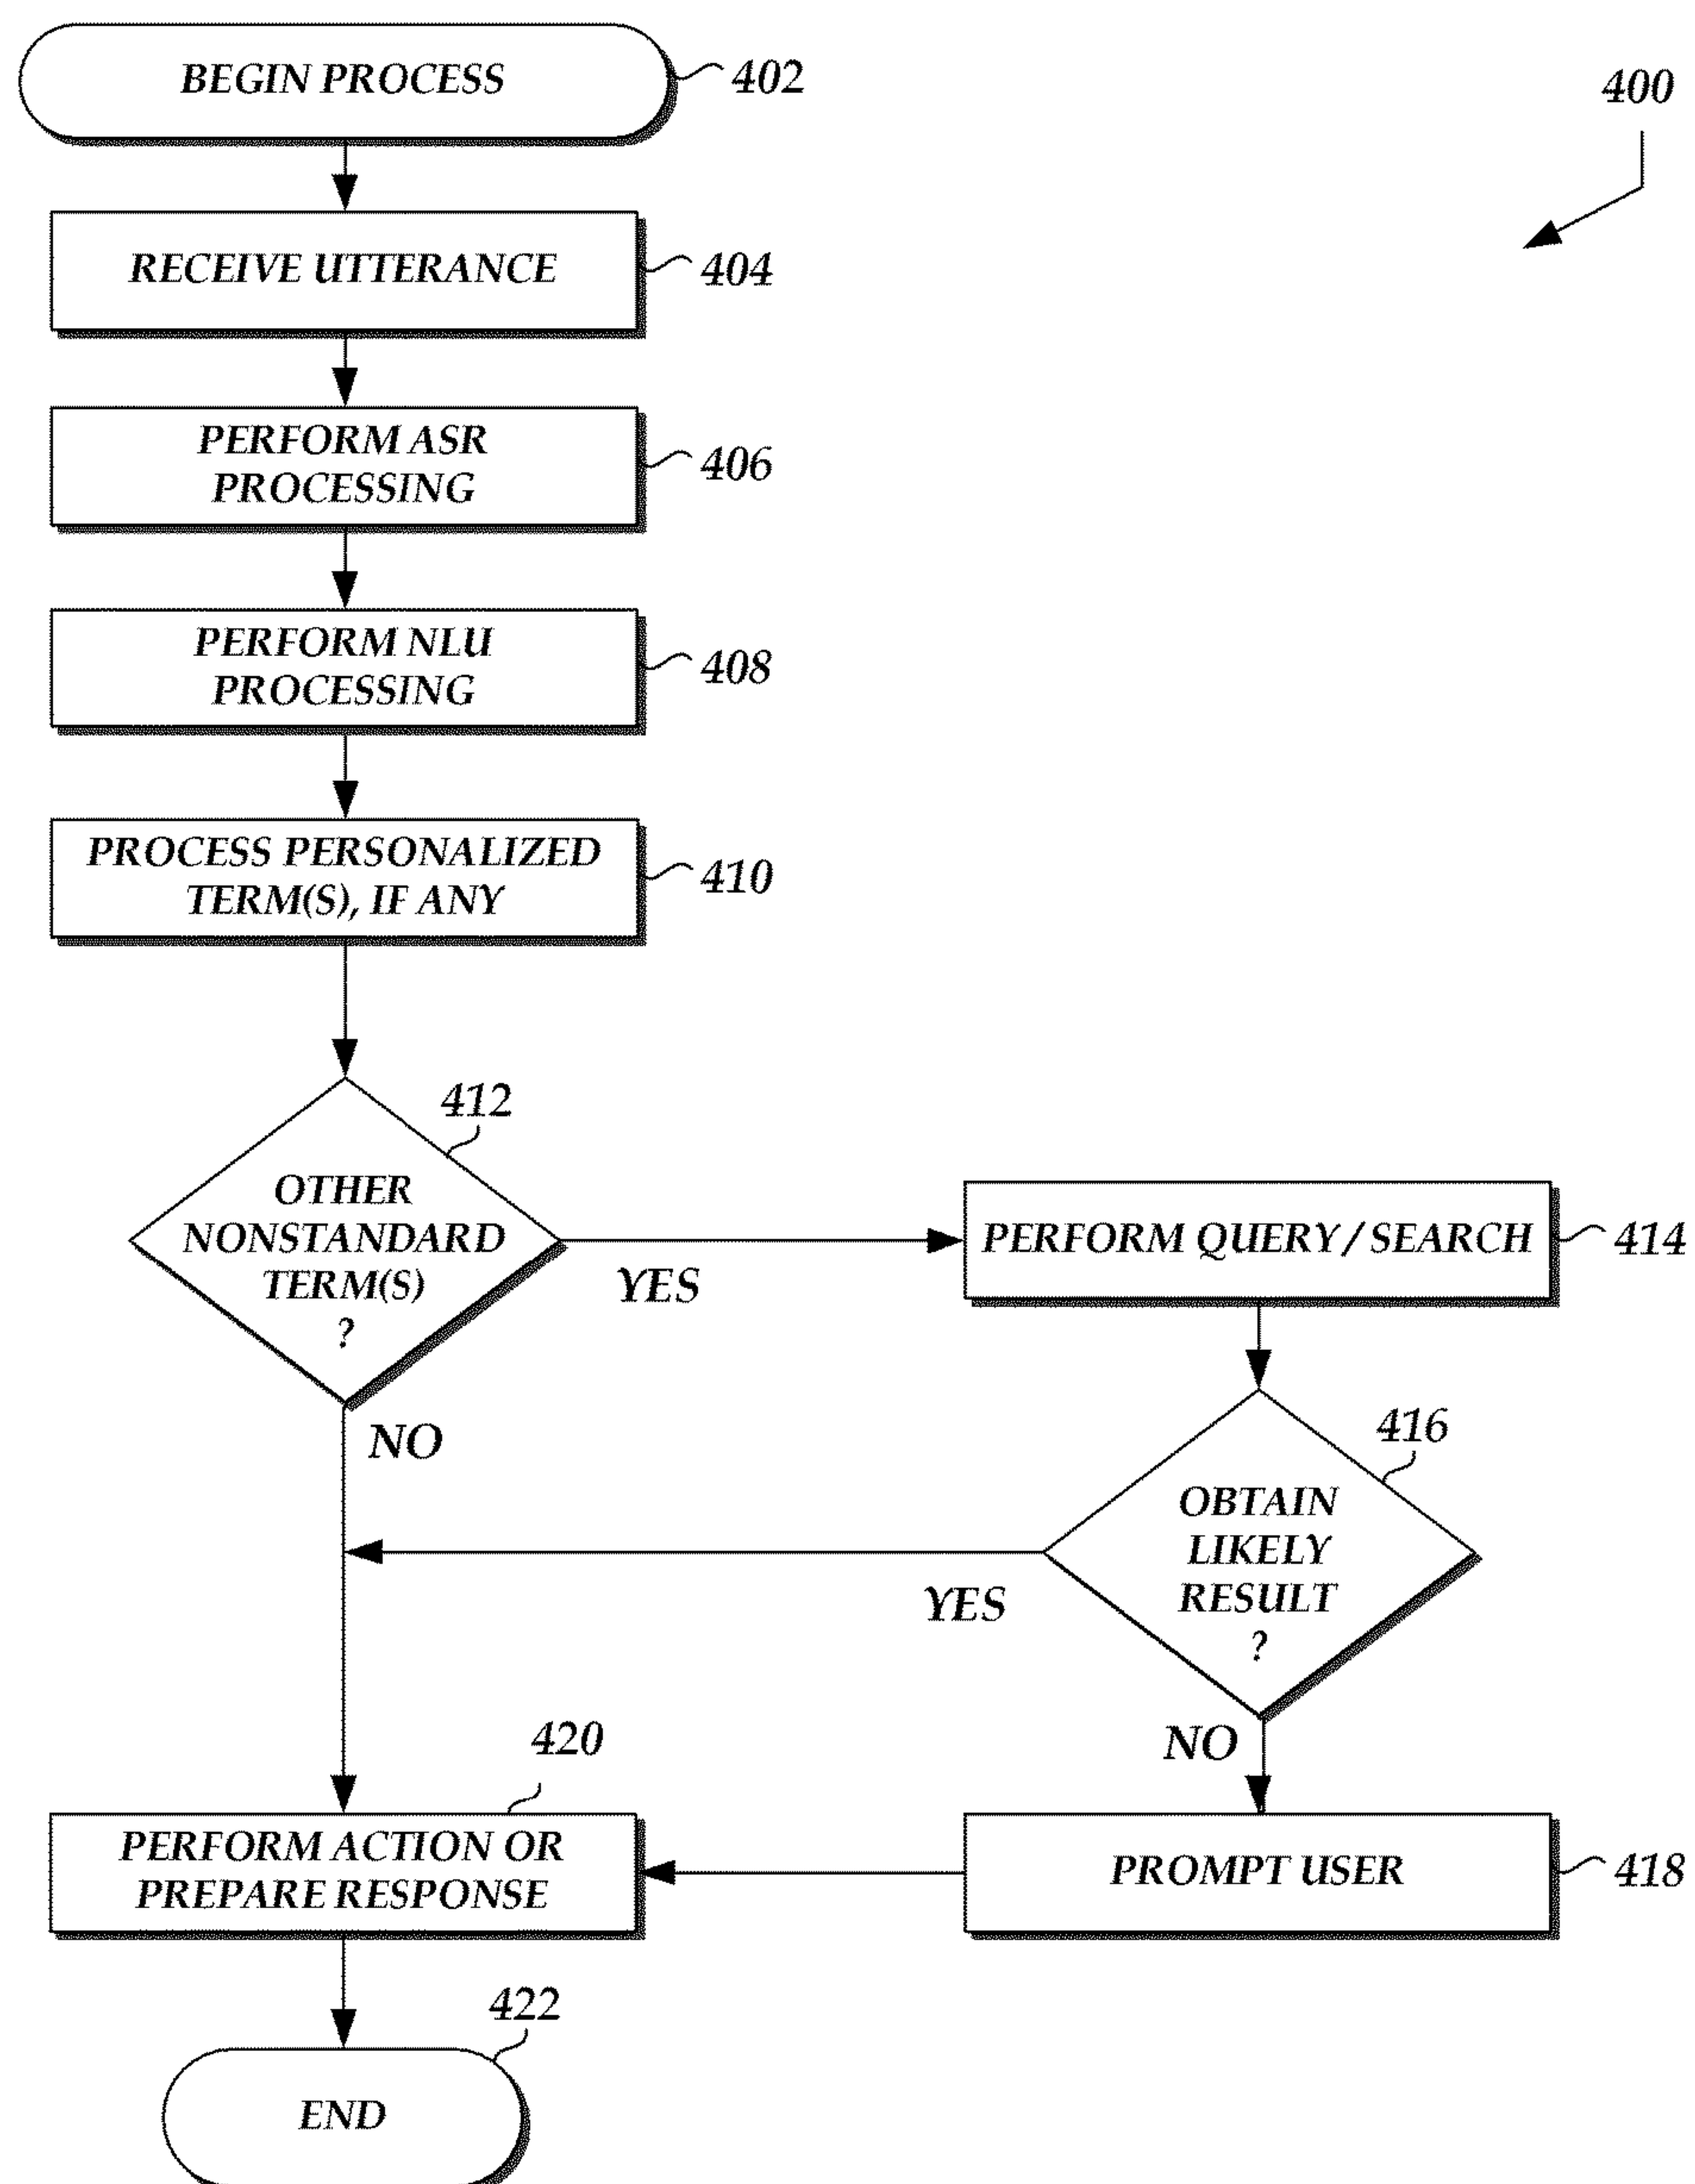 BEGIN PROCESS
402
400
RECEIVE UTTERANCE
404
PERFORM ASR
PROCESSING
406
PERFORM NLU
PROCESSING
408
PROCESS PERSONALIZED
TERM(S), IF ANY
410
412
OTHER
NONSTANDARD
TERM(S)
?
YES
NO
PERFORM QUERY/SEARCH
414
416
OBTAIN
LIKELY
RESULT
?
YES
NO
420
PERFORM ACTION OR
PREPARE RESPONSE
PROMPT USER
418
422
END